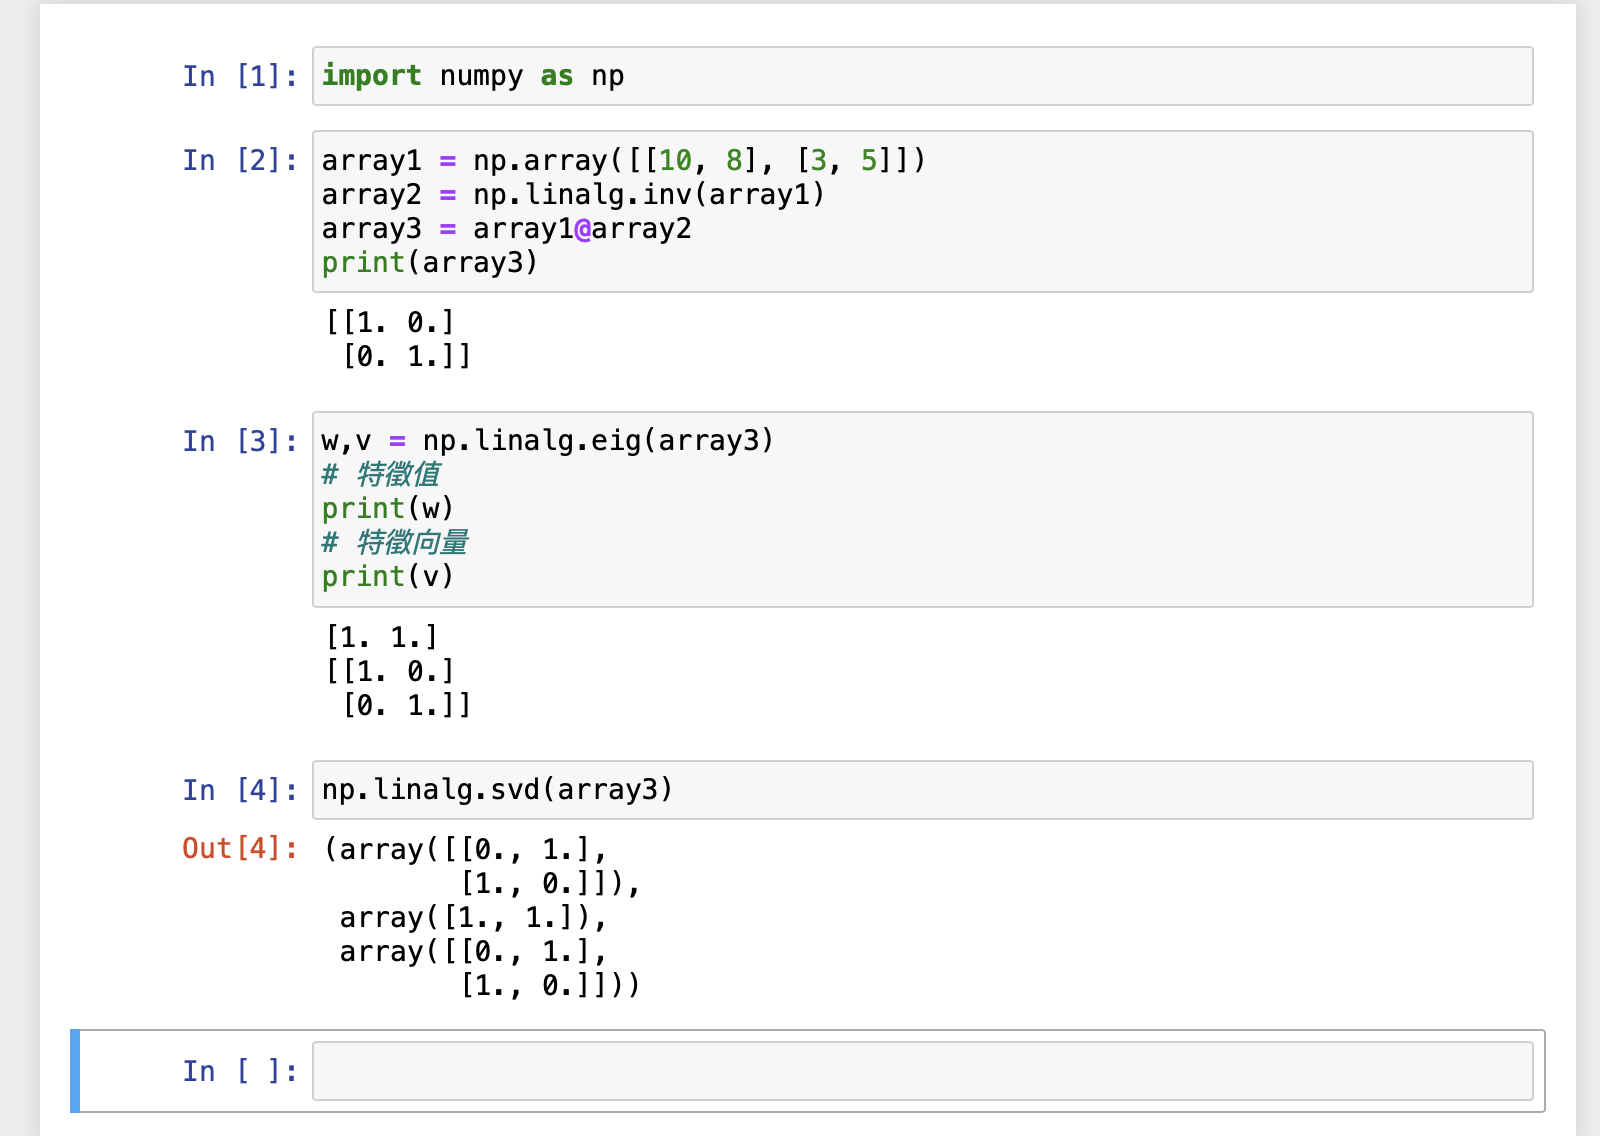 In [1]: import numpy as np
In [2]: array1 = np.array([[10, 8], [3, 5]])
array2 = np.linalg.inv(array1)
array3 = array1@array2
print(array3)
[[1. 0.]
 [0. 1.]]
In [3]: w,v = np.linalg.eig(array3)
# 特徵值
print(w)
# 特徵向量
print(v)
[1. 1.]
[[1. 0.]
 [0. 1.]]
In [4]: np.linalg.svd(array3)
Out[4]: (array([[0., 1.],
        [1., 0.]]),
 array([1., 1.]),
 array([[0., 1.],
        [1., 0.]]))
In [ ]: